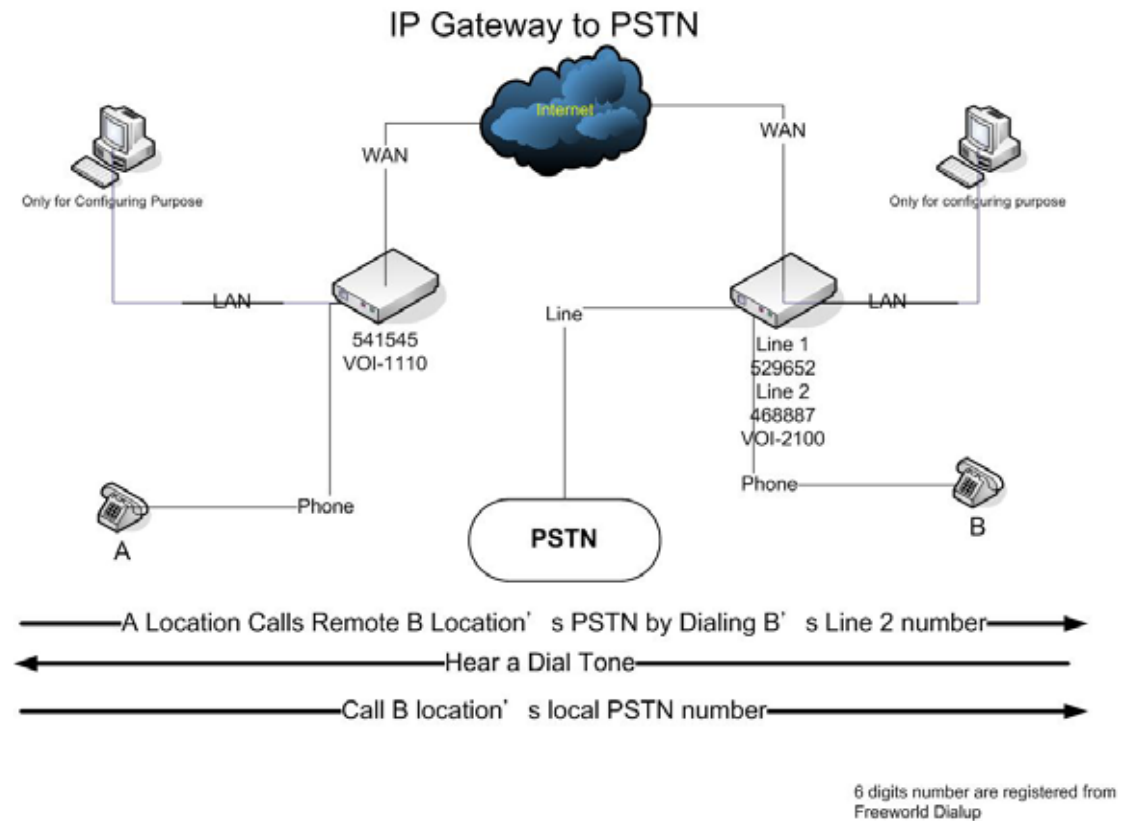 IP Gateway to PSTN
Internet
WAN
WAN
Only for Configuring Purpose
Only for configuring purpose
LAN
LAN
Line
541545
VOI-1110
Line 1
529652
Line 2
468887
VOI-2100
Phone
Phone
A
B
PSTN
A Location Calls Remote B Location’ s PSTN by Dialing B’ s Line 2 number
Hear a Dial Tone
Call B location’ s local PSTN number
6 digits number are registered from
Freeworld Dialup